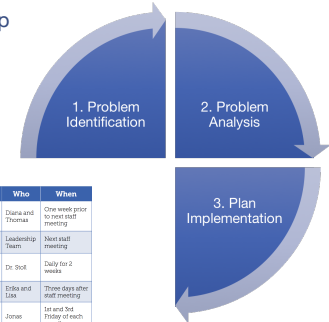 p
1. Problem
Identification
2. Problem
Analysis
3. Plan
Implementation
Who When
Diana and
Thomas
One week prior
to next staff
meeting
Leadership
Team
Next staff
meeting
Dr. Stoll
Daily for 2
weeks
Erika and
Lisa
Three days after
staff meeting
Jonas
1st and 3rd
Friday of each